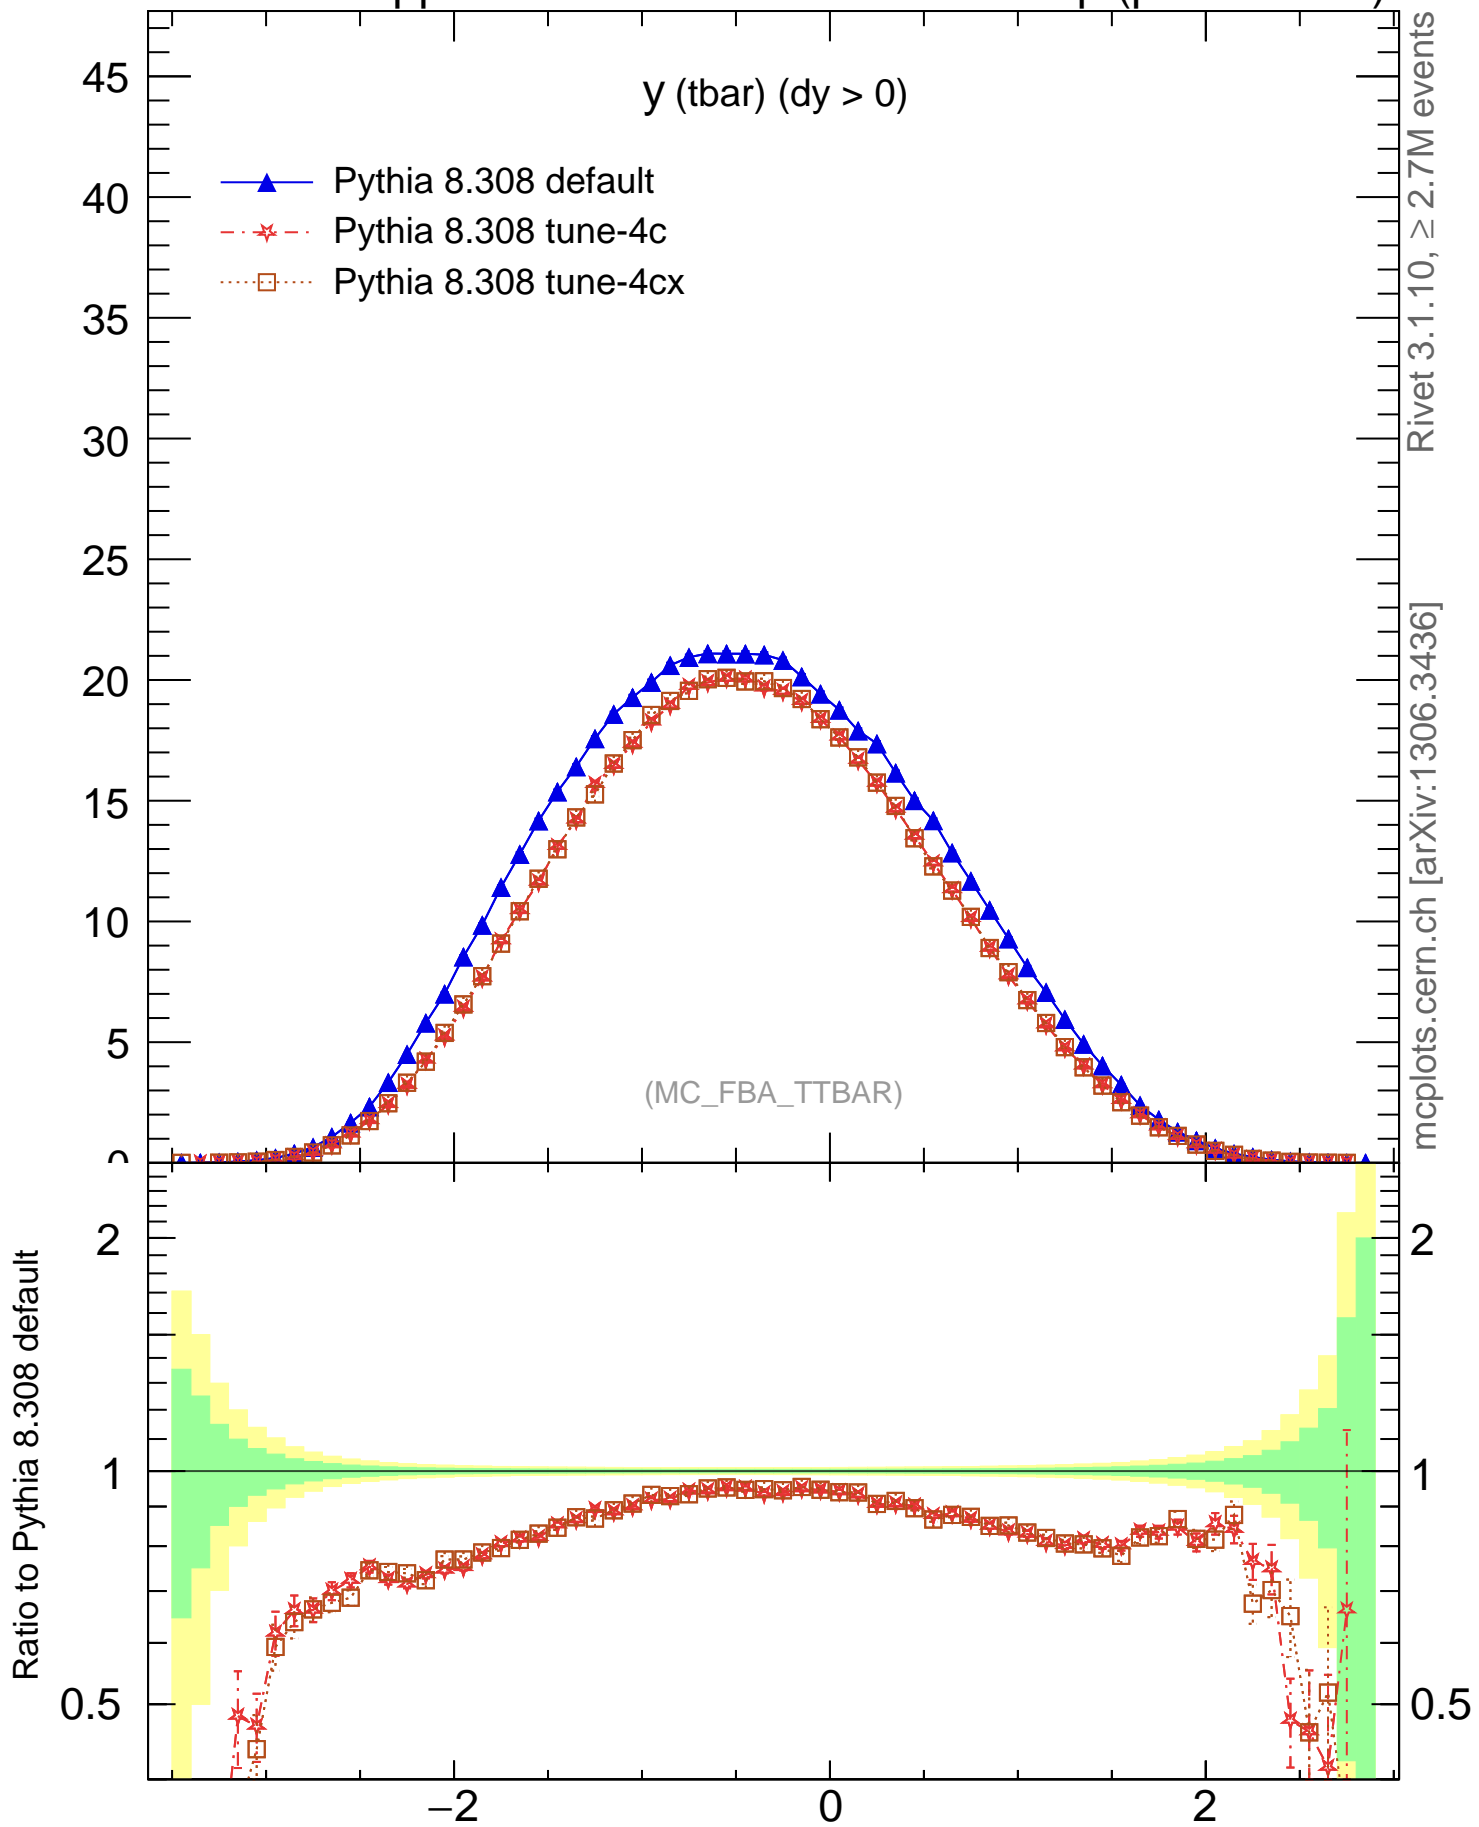 y (tbar) (dy > 0)
Pythia 8.308 default
Pythia 8.308 tune-4c
Pythia 8.308 tune-4cx
45
40
35
30
25
20
15
10
5
0
(MC_FBA_TTBAR)
Rivet 3.1.10, ≥ 2.7M events
mcplots.cern.ch [arXiv:1306.3436]
Ratio to Pythia 8.308 default
2
1
0.5
2
1
0.5
−2
0
2